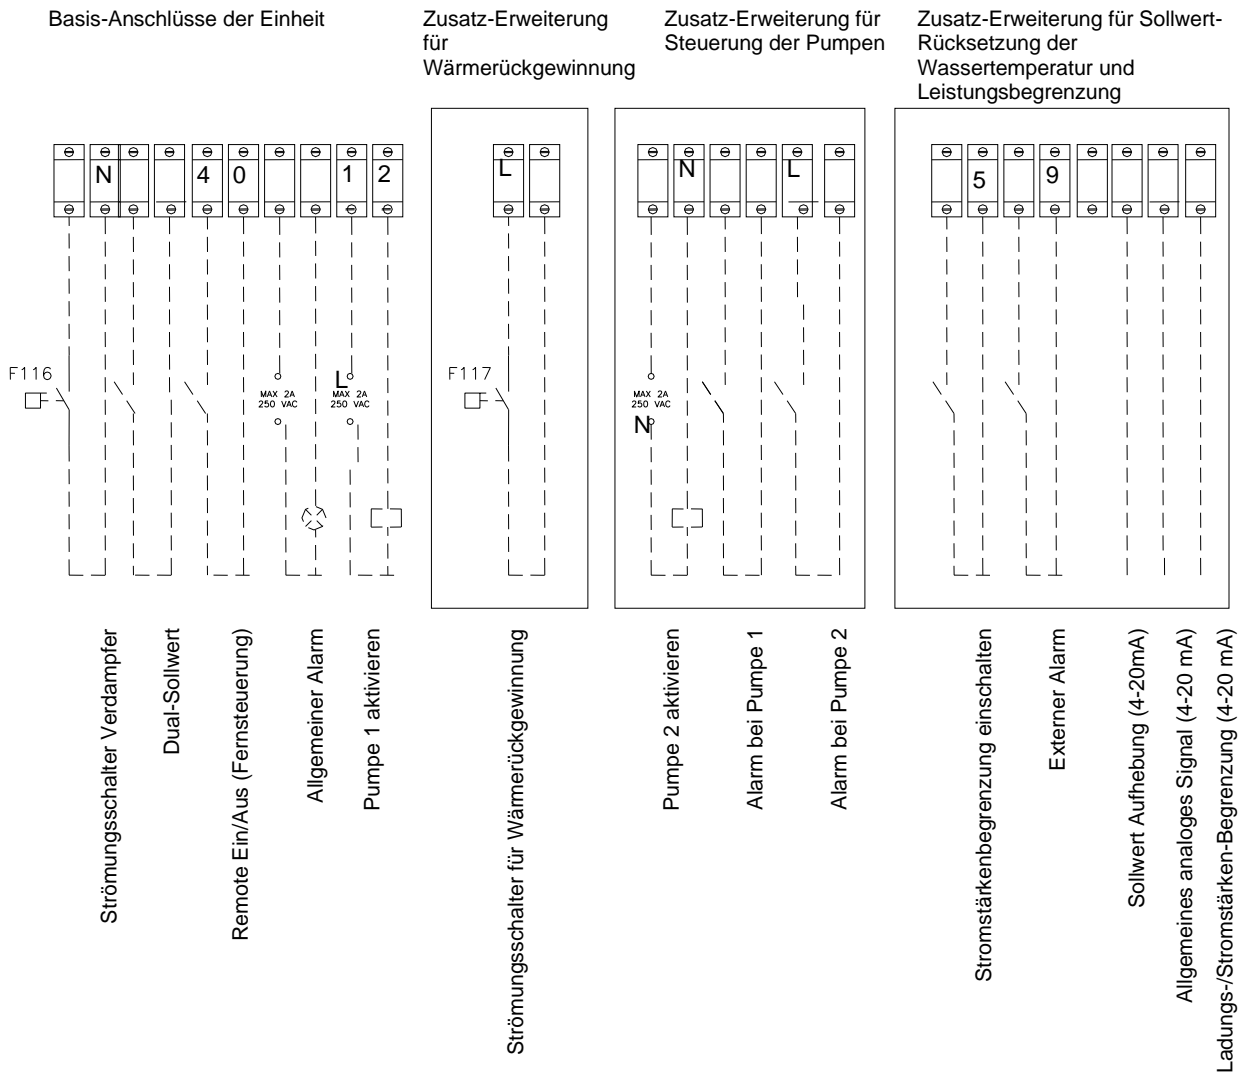 Basis-Anschlüsse der Einheit
Zusatz-Erweiterung
für
Wärmerückgewinnung
Zusatz-Erweiterung für
Steuerung der Pumpen
Zusatz-Erweiterung für Sollwert-
Rücksetzung der
Wassertemperatur und
Leistungsbegrenzung
N 4 0 1 2
L
N L
5 9
F116
MAX 2A
250 VAC
L
MAX 2A
250 VAC
F117
MAX 2A
250 VAC
N
Strömungsschalter Verdampfer
Dual-Sollwert
Remote Ein/Aus (Fernsteuerung)
Allgemeiner Alarm
Pumpe 1 aktivieren
Strömungsschalter für Wärmerückgewinnung
Pumpe 2 aktivieren
Alarm bei Pumpe 1
Alarm bei Pumpe 2
Stromstärkenbegrenzung einschalten
Externer Alarm
Sollwert Aufhebung (4-20mA)
Allgemeines analoges Signal (4-20 mA)
Ladungs-/Stromstärken-Begrenzung (4-20 mA)